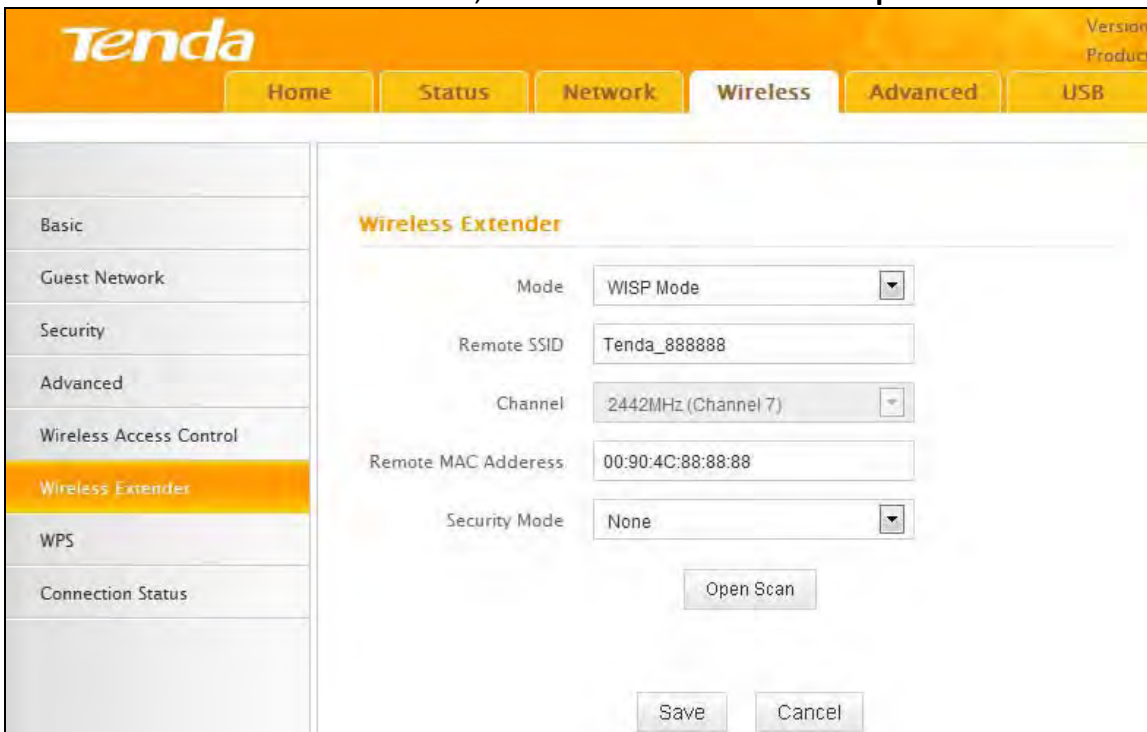 Tenda
Version
Product
Home Status Network Wireless Advanced USB
Basic
Guest Network
Security
Advanced
Wireless Access Control
Wireless Extender
WPS
Connection Status
Wireless Extender
Mode WISP Mode
Remote SSID Tenda_888888
Channel 2442MHz (Channel 7)
Remote MAC Adderess 00:90:4C:88:88:88
Security Mode None
Open Scan
Save Cancel